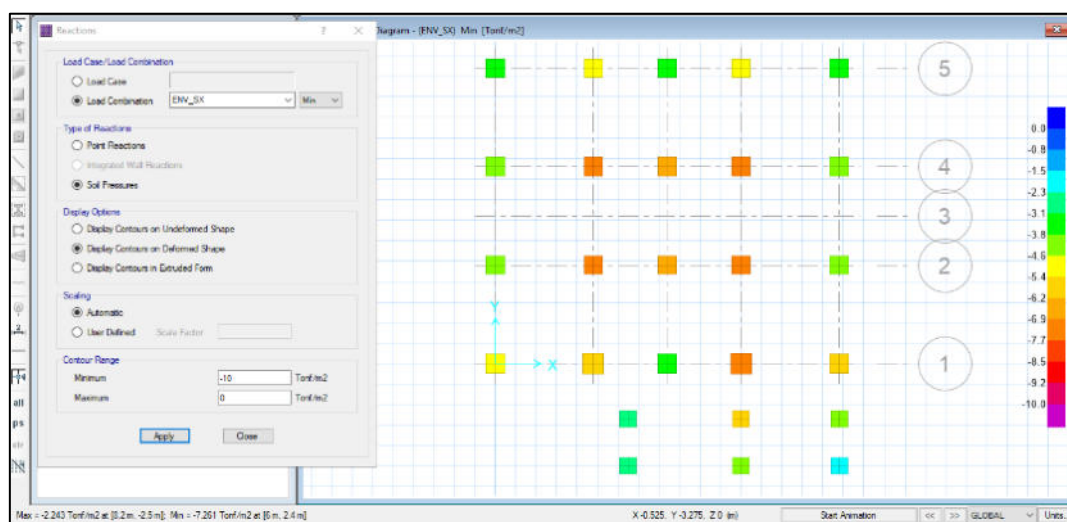 Reactions
? ×
Diagram - (ENV_SX) Min [Tonf/m2]
Load Case/Load Combination
Load Case
Load Combination
ENV_SX
Min
Type of Reactions
Point Reactions
Integrated Wall Reactions
Soil Pressures
Display Options
Display Contours on Undeformed Shape
Display Contours on Deformed Shape
Display Contours in Extruded Form
Scaling
Automatic
User Defined
Scale Factor
Contour Range
Minimum
-10
Tonf/m2
Maximum
0
Tonf/m2
Apply
Close
all
ps
5
4
3
2
1
Y
X
0.0
-0.8
-1.5
-2.3
-3.1
-3.8
-4.6
-5.4
-6.2
-6.9
-7.7
-8.5
-9.2
-10.0
Max = -2.243 Tonf/m2 at [8.2 m, -2.5 m]; Min = -7.261 Tonf/m2 at [6 m, 2.4 m]
X -0.525, Y -3.275, Z 0 (m)
Start Animation
<<
>>
GLOBAL
Units...